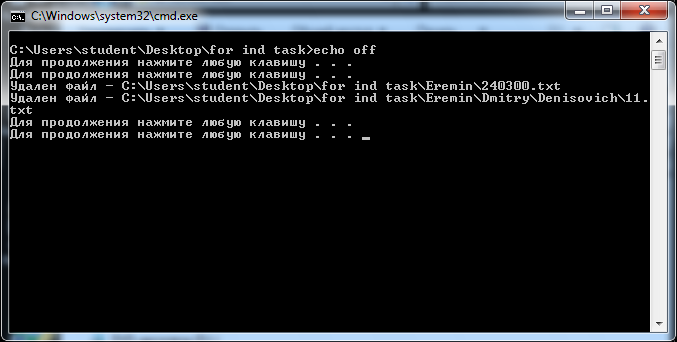 C:\Windows\system32\cmd.exe
C:\Users\student\Desktop\for ind task>echo off
Для продолжения нажмите любую клавишу . . .
Для продолжения нажмите любую клавишу . . .
Удален файл - C:\Users\student\Desktop\for ind task\Eremin\240300.txt
Удален файл - C:\Users\student\Desktop\for ind task\Eremin\Dmitry\Denisovich\11.
txt
Для продолжения нажмите любую клавишу . . .
Для продолжения нажмите любую клавишу . . . _